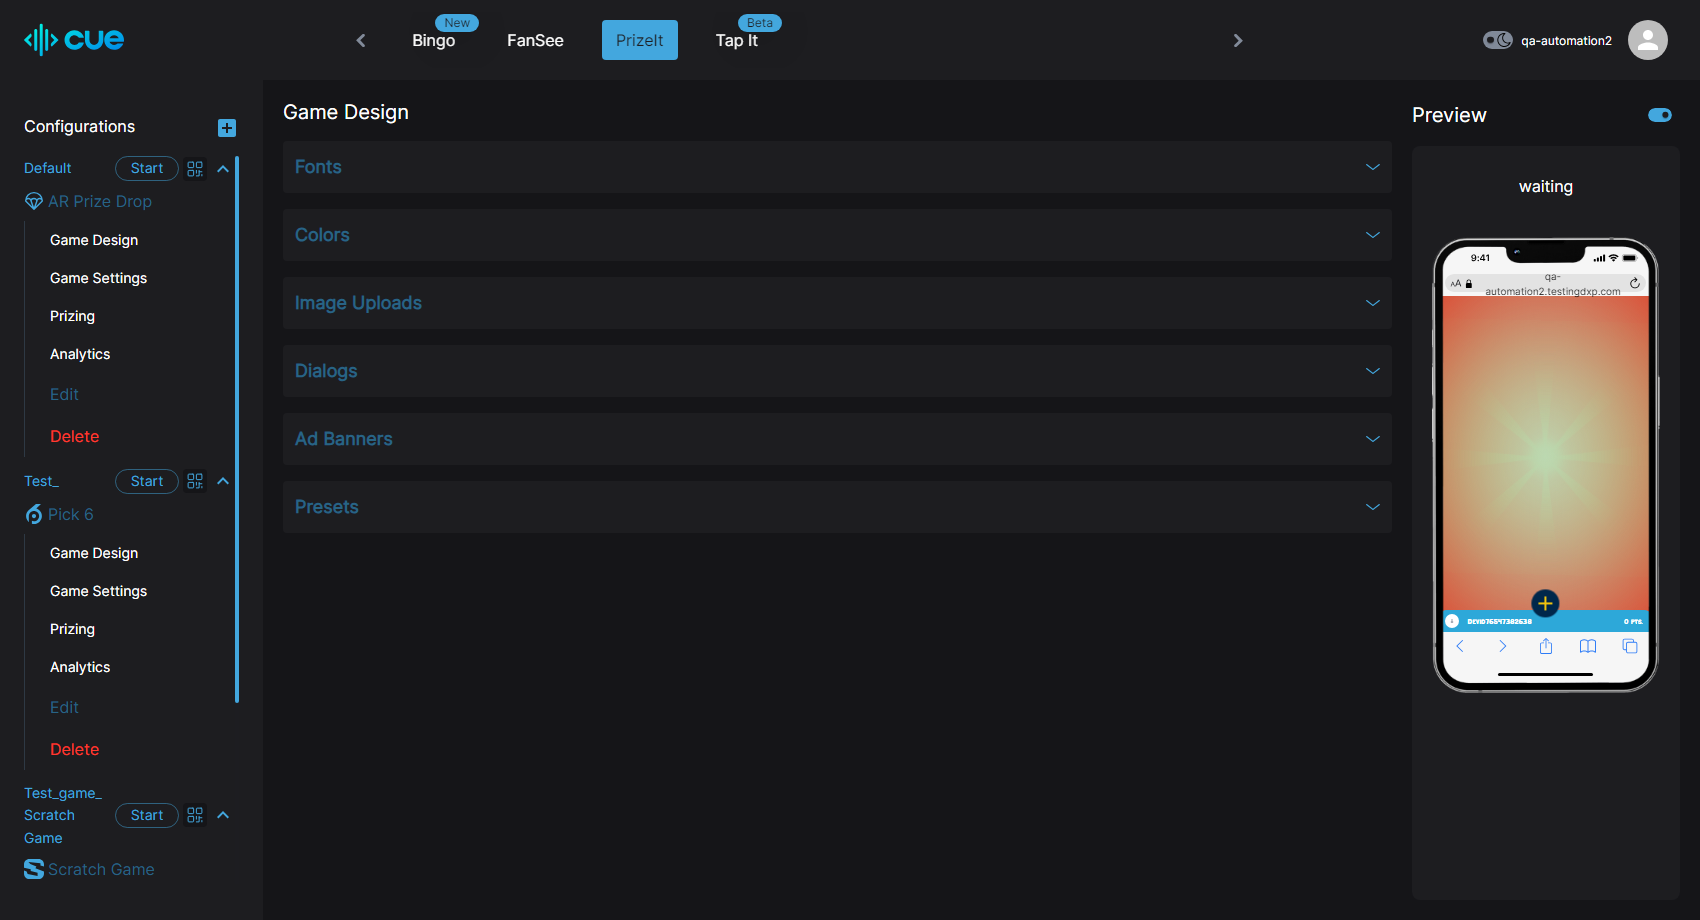 cue
New
Bingo
FanSee
PrizeIt
Beta
Tap It
qa-automation2
Configurations
Default
Start
AR Prize Drop
Game Design
Game Settings
Prizing
Analytics
Edit
Delete
Test_
Start
Pick 6
Game Design
Game Settings
Prizing
Analytics
Edit
Delete
Test_game_
Scratch
Game
Start
Scratch Game
Game Design
Fonts
Colors
Image Uploads
Dialogs
Ad Banners
Presets
Preview
waiting
9:41
AA
qa-
automation2.testingdxp.com
0 PTS.